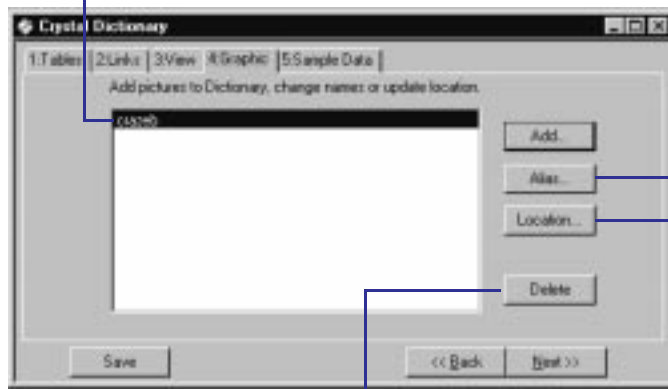 Crystal Dictionary
1:Tables 2:Links 3:View 4:Graphic 5:Sample Data
Add pictures to Dictionary, change names or update location.
Add...
Alias...
Location...
Delete
Save << Back Next >>